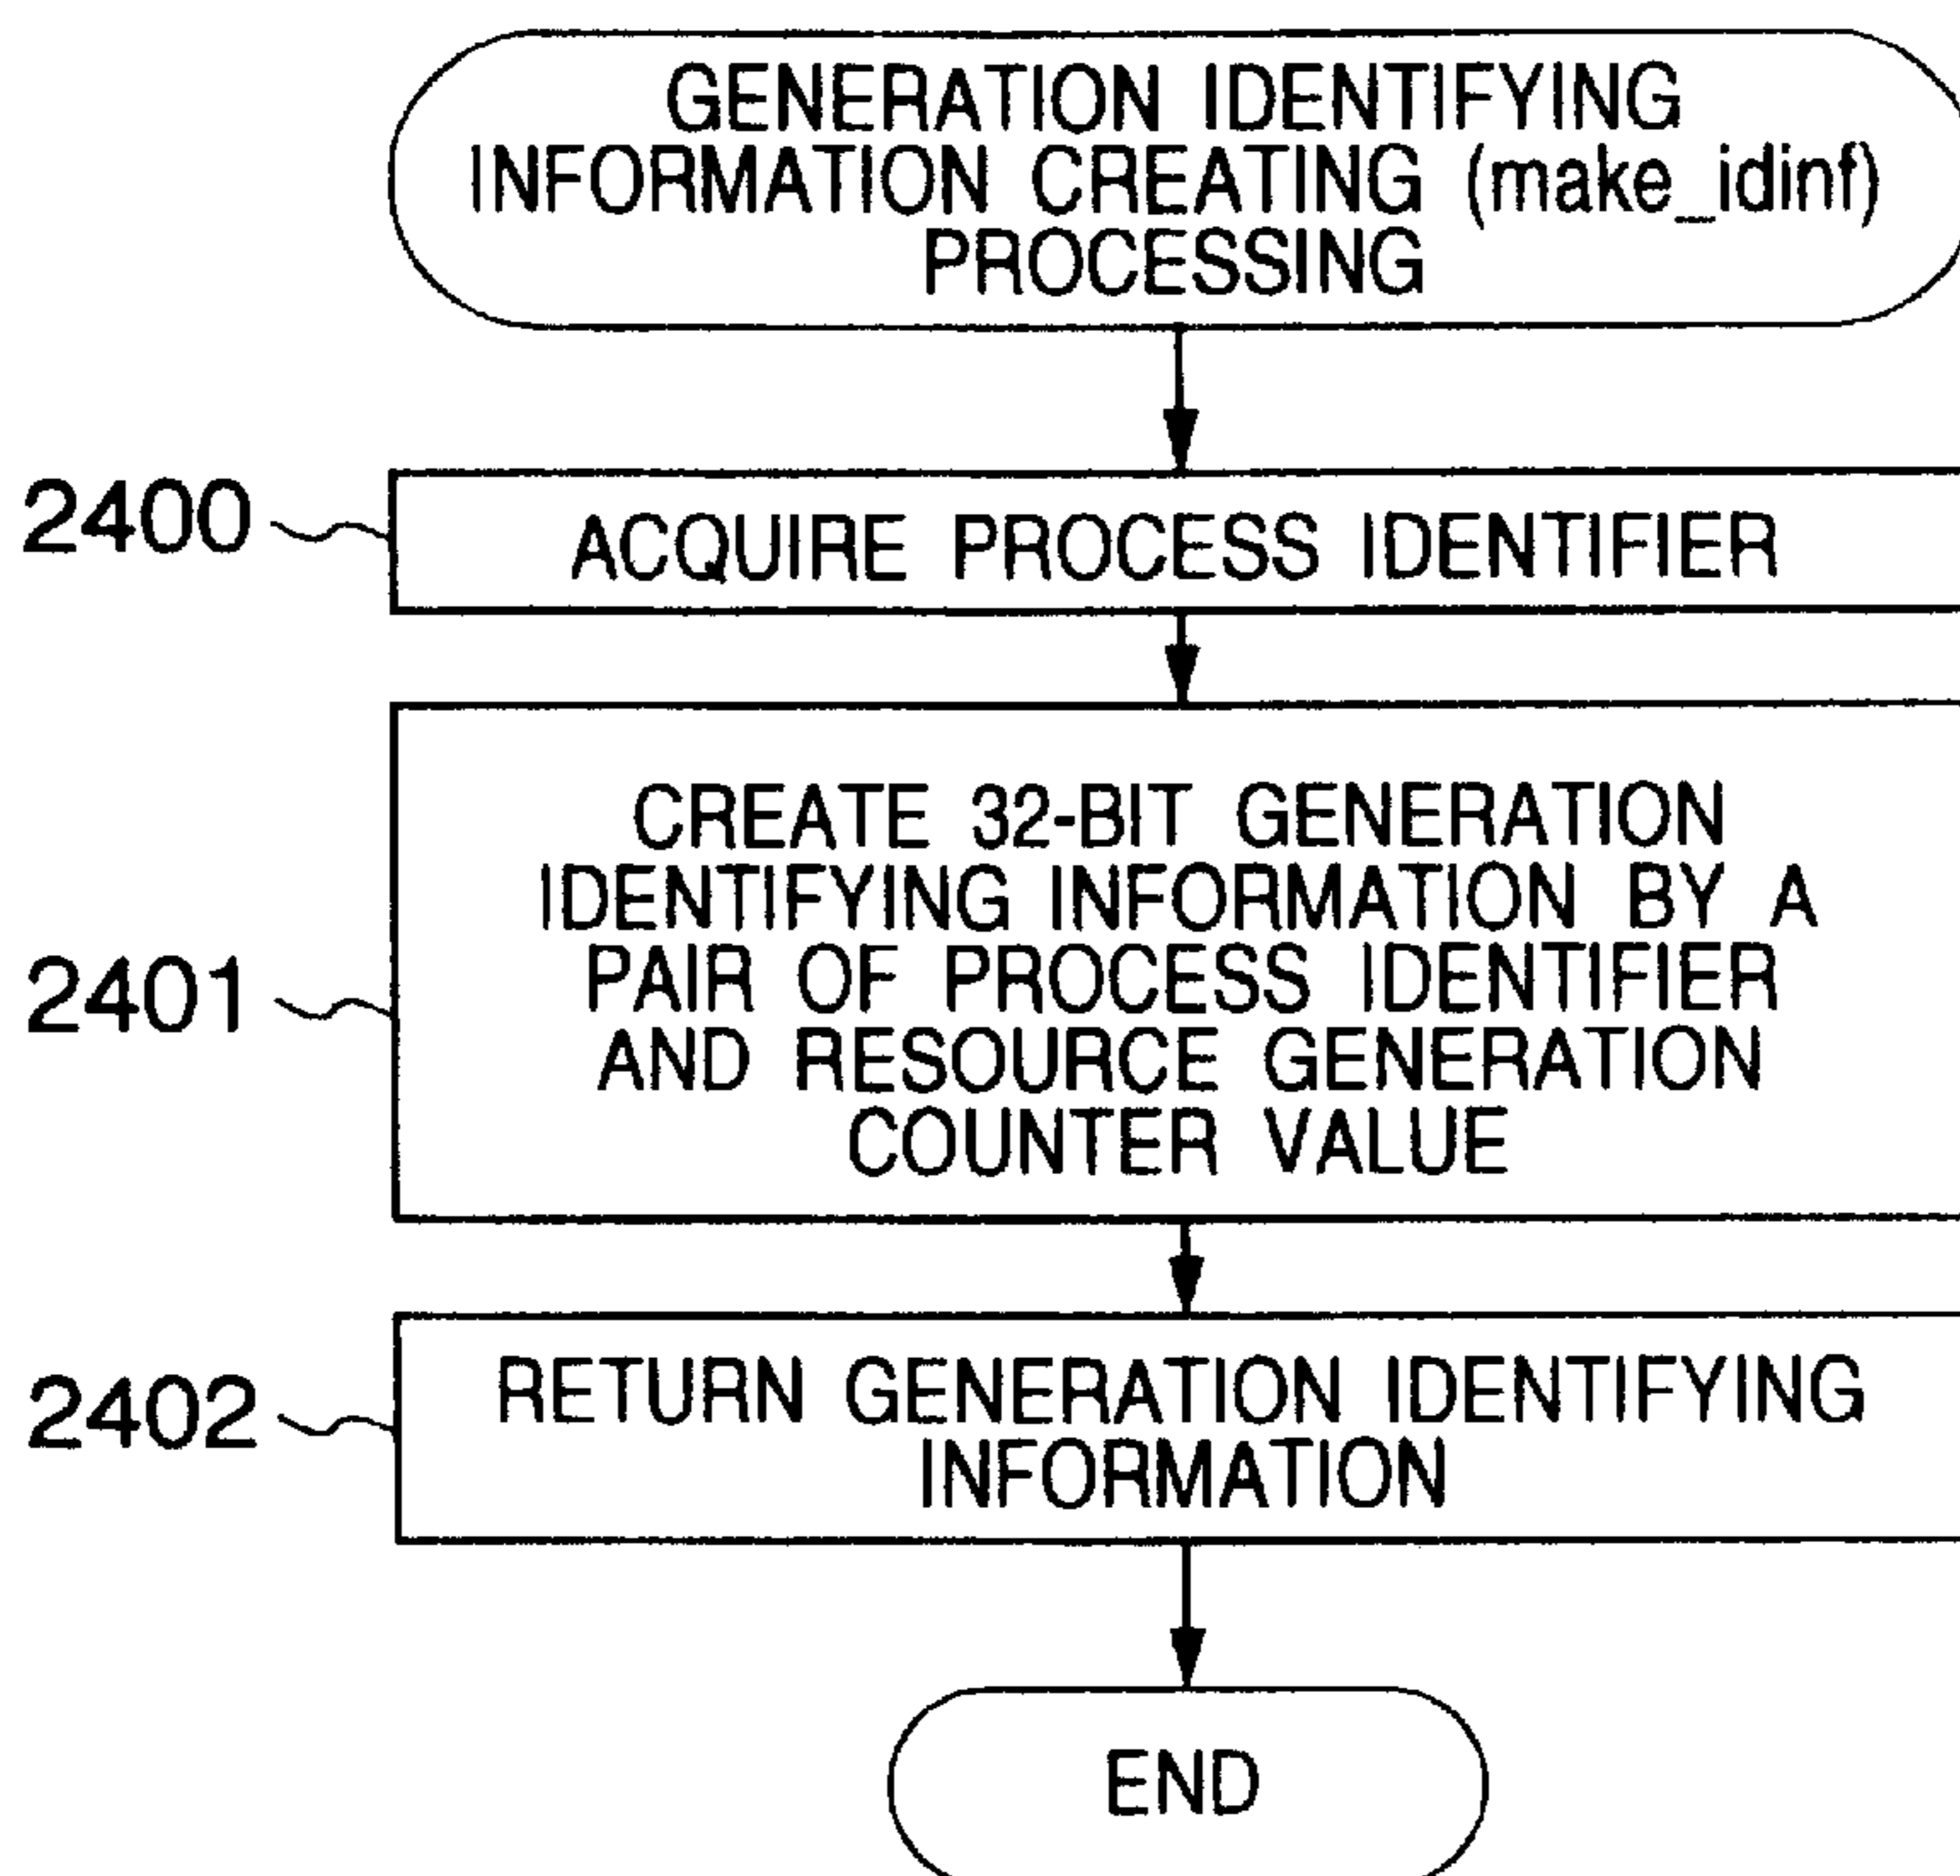 GENERATION IDENTIFYING
INFORMATION CREATING (make_idinf)
PROCESSING
2400
ACQUIRE PROCESS IDENTIFIER
CREATE 32-BIT GENERATION
IDENTIFYING INFORMATION BY A
PAIR OF PROCESS IDENTIFIER
AND RESOURCE GENERATION
COUNTER VALUE
2401
RETURN GENERATION IDENTIFYING
INFORMATION
2402
END